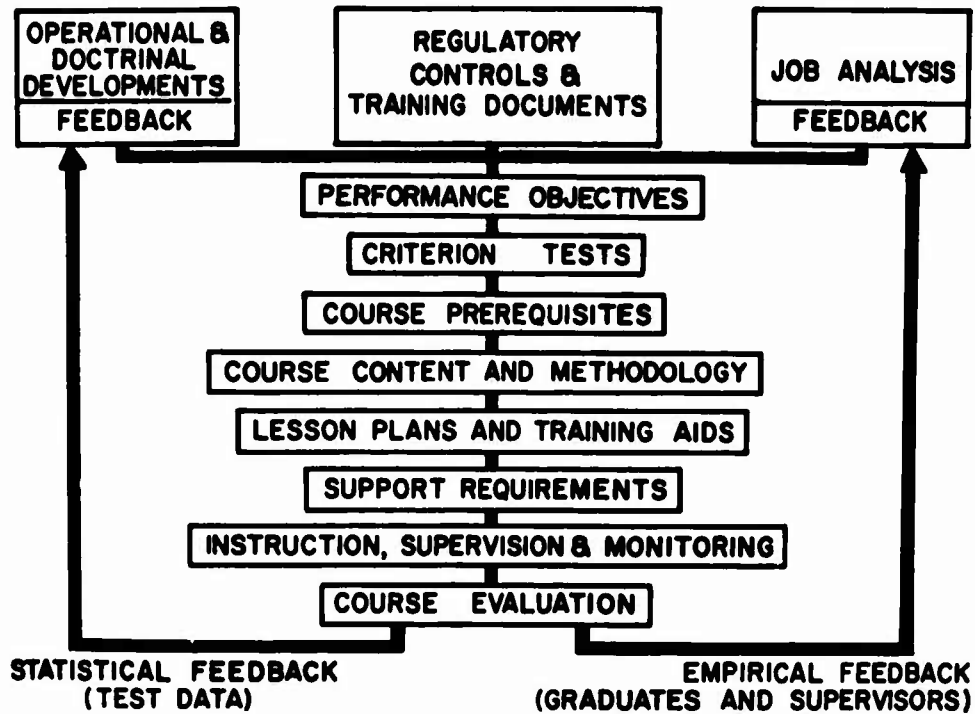 OPERATIONAL &
DOCTRINAL
DEVELOPMENTS
FEEDBACK
REGULATORY
CONTROLS &
TRAINING DOCUMENTS
JOB ANALYSIS
FEEDBACK
PERFORMANCE OBJECTIVES
CRITERION TESTS
COURSE PREREQUISITES
COURSE CONTENT AND METHODOLOGY
LESSON PLANS AND TRAINING AIDS
SUPPORT REQUIREMENTS
INSTRUCTION, SUPERVISION & MONITORING
COURSE EVALUATION
STATISTICAL FEEDBACK
(TEST DATA)
EMPIRICAL FEEDBACK
(GRADUATES AND SUPERVISORS)